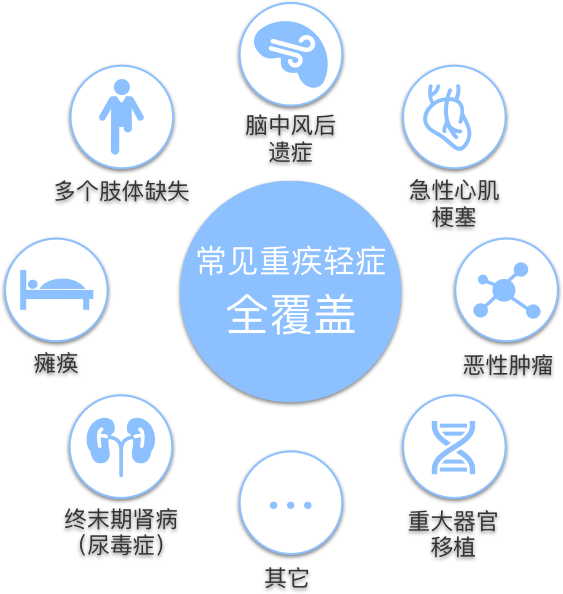 脑中风后
遗症
多个肢体缺失
急性心肌
梗塞
常见重疾轻症
全覆盖
瘫痪
恶性肿瘤
终末期肾病
（尿毒症）
重大器官
移植
其它